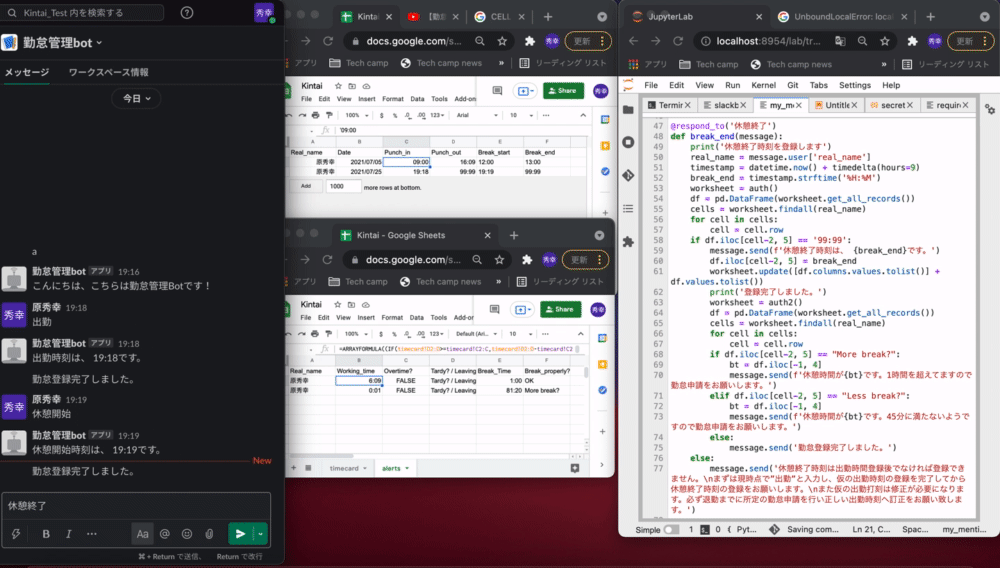 Kintai_Test 内を検索する
秀幸
勤怠管理bot
メッセージ
ワークスペース情報
今日
a
勤怠管理bot アプリ 19:16
こんにちは、こちらは勤怠管理Botです！
秀幸
原秀幸 19:18
出勤
勤怠管理bot アプリ 19:18
出勤時刻は、 19:18です。
勤怠登録完了しました。
秀幸
原秀幸 19:19
休憩開始
勤怠管理bot アプリ 19:19
休憩開始時刻は、 19:19です。
New
勤怠登録完了しました。
休憩終了
B I ... Aa @
⌘ + Return で送信、 Return で改行
Kintai
【勤怠
CELL
docs.google.com/s...
秀幸
更新
アプリ
Tech camp
Tech camp news
»
リーディング リスト
Kintai
File Edit View Insert Format Data Tools Add-on
Share
秀幸
100% $ % .0 .00 123 Arial 10 ...
'09:00
A B C D E F
Real_name Date Punch_in Punch_out Break_start Break_end
原秀幸 2021/07/05 09:00 16:09 12:00 13:00
原秀幸 2021/07/25 19:18 99:99 19:19 99:99
Add 1000 more rows at bottom.
Kintai - Google Sheets
docs.google.com/s...
秀幸
更新
アプリ
Tech camp
Tech camp news
»
リーディング リスト
Kintai
File Edit View Insert Format Data Tools Add-on
Share
秀幸
100% $ % .0 .00 123 Default (Ari... 10 ...
A B C D E F
Real_name Working_time Overtime? Tardy? / Leaving Break_Time Break_properly?
原秀幸 6:09 FALSE Tardy? / Leaving 1:00 OK
原秀幸 0:01 FALSE Tardy? / Leaving 81:20 More break?
timecard alerts
JupyterLab
UnboundLocalError: loca
localhost:8954/lab/tr...
秀幸
更新
アプリ
Tech camp
Tech camp news
»
リーディング リスト
File Edit View Run Kernel Git Tabs Settings Help
Termir slackb my_me Untitle secret requir
47 @respond_to('休憩終了')
48 def break_end(message):
49 print('休憩終了時刻を登録します')
50 real_name = message.user['real_name']
51 timestamp = datetime.now() + timedelta(hours=9)
52 break_end = timestamp.strftime('%H:%M')
53 worksheet = auth()
54 df = pd.DataFrame(worksheet.get_all_records())
55 cells = worksheet.findall(real_name)
56 for cell in cells:
57 cell = cell.row
58 if df.iloc[cell-2, 5] == '99:99':
59 message.send(f'休憩終了時刻は、 {break_end}です。')
60 df.iloc[cell-2, 5] = break_end
61 worksheet.update([df.columns.values.tolist()] +
df.values.tolist())
62 print('登録完了しました。')
63 worksheet = auth2()
64 df = pd.DataFrame(worksheet.get_all_records())
65 cells = worksheet.findall(real_name)
66 for cell in cells:
67 cell = cell.row
68 if df.iloc[cell-2, 5] == "More break?":
69 bt = df.iloc[-1, 4]
70 message.send(f'休憩時間が{bt}です。1時間を超えてますので
勤怠申請をお願いします。')
71 elif df.iloc[cell-2, 5] == "Less break?":
72 bt = df.iloc[-1, 4]
73 message.send(f'休憩時間が{bt}です。45分に満たないようで
すので勤怠申請をお願いします。')
74 else:
75 message.send('勤怠登録完了しました。')
76 else:
77 message.send('休憩終了時刻は出勤時間登録後でなければ登録でき
ません。\nまずは現時点で"出勤"と入力し、仮の出勤時刻の登録を完了してから
休憩終了時刻の登録をお願いします。\nまた仮の出勤打刻は修正が必要になりま
す。必ず退勤までに所定の勤怠申請を行い正しい出勤時刻へ訂正をお願い致しま
す。')
Simple 1 Pyt... Saving com... Ln 21, C... Spac... my_menti...